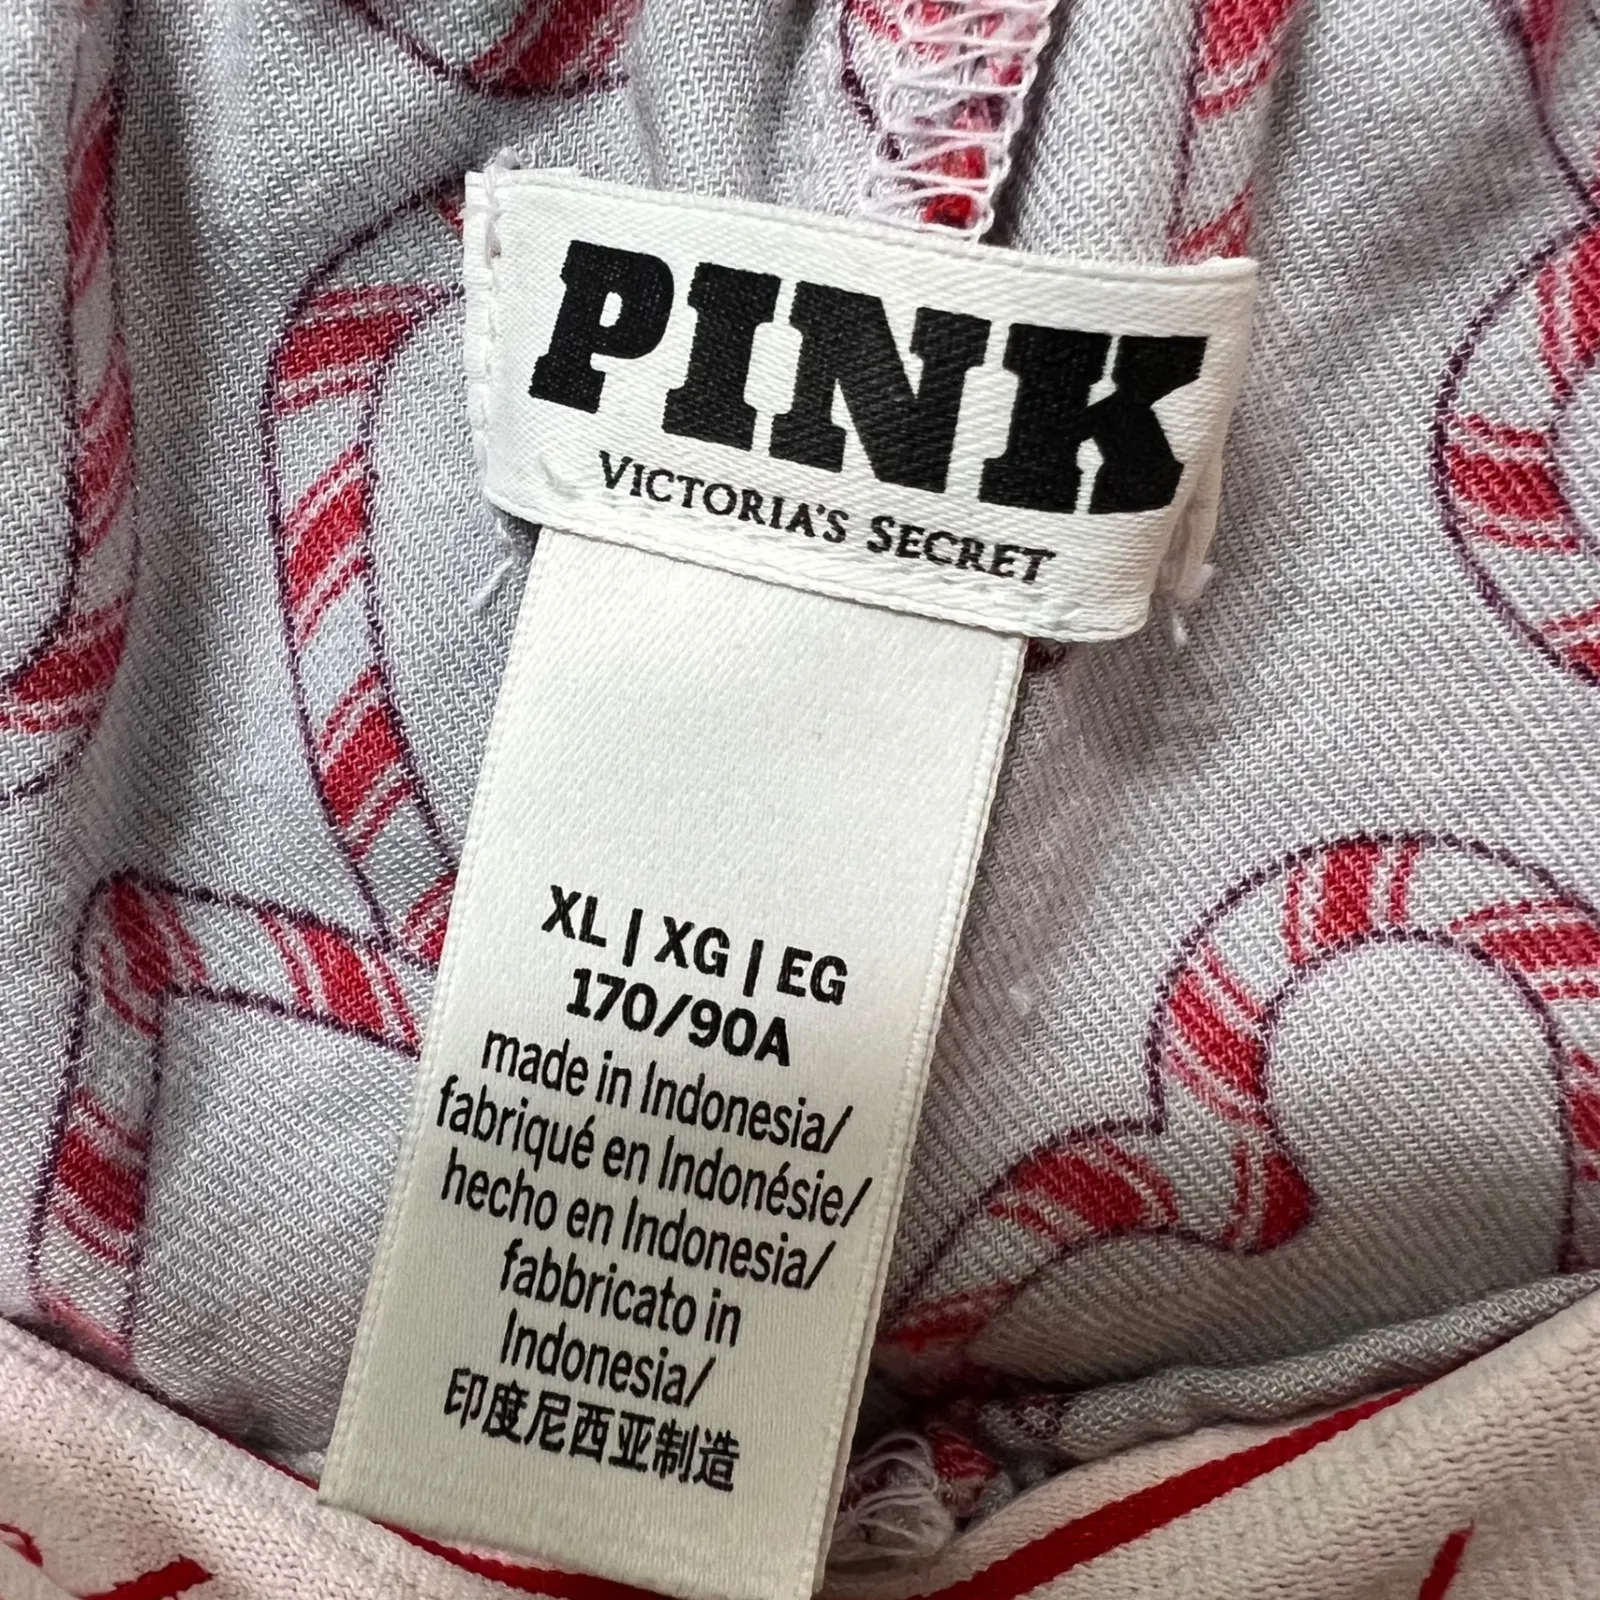 PINK
VICTORIA'S SECRET
XL | XG | EG
170/90A
made in Indonesia/
fabriqué en Indonésie/
hecho en Indonesia/
fabbricato in
Indonesia/
印度尼西亚制造